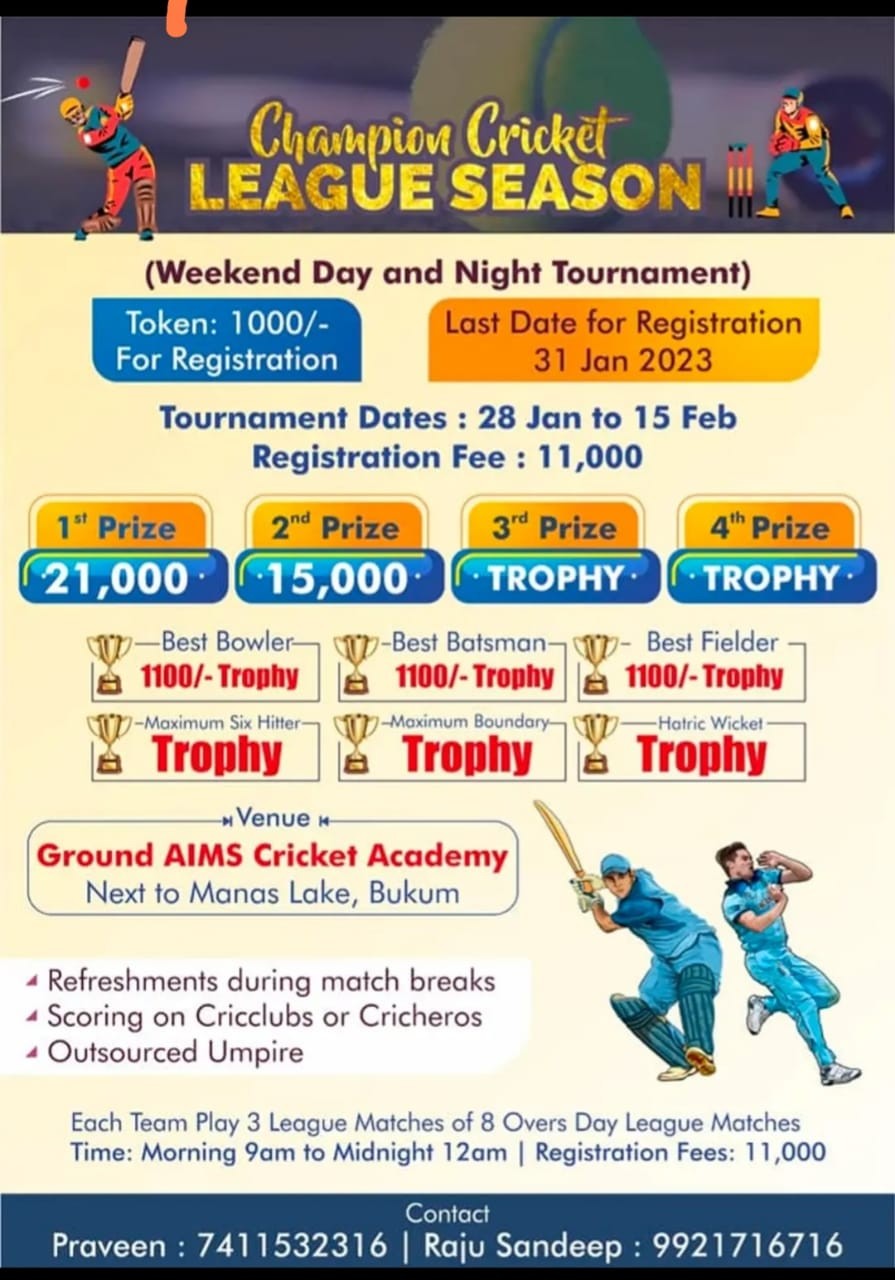 Champion Cricket
LEAGUE SEASON
(Weekend Day and Night Tournament)
Token: 1000/-
For Registration
Last Date for Registration
31 Jan 2023
Tournament Dates : 28 Jan to 15 Feb
Registration Fee : 11,000
1st Prize
21,000
2nd Prize
15,000
3rd Prize
TROPHY
4th Prize
TROPHY
Best Bowler
1100/- Trophy
Best Batsman
1100/- Trophy
Best Fielder
1100/- Trophy
Maximum Six Hitter
Trophy
Maximum Boundary
Trophy
Hatric Wicket
Trophy
Venue
Ground AIMS Cricket Academy
Next to Manas Lake, Bukum
Refreshments during match breaks
Scoring on Cricclubs or Cricheros
Outsourced Umpire
Each Team Play 3 League Matches of 8 Overs Day League Matches
Time: Morning 9am to Midnight 12am | Registration Fees: 11,000
Contact
Praveen : 7411532316 | Raju Sandeep : 9921716716